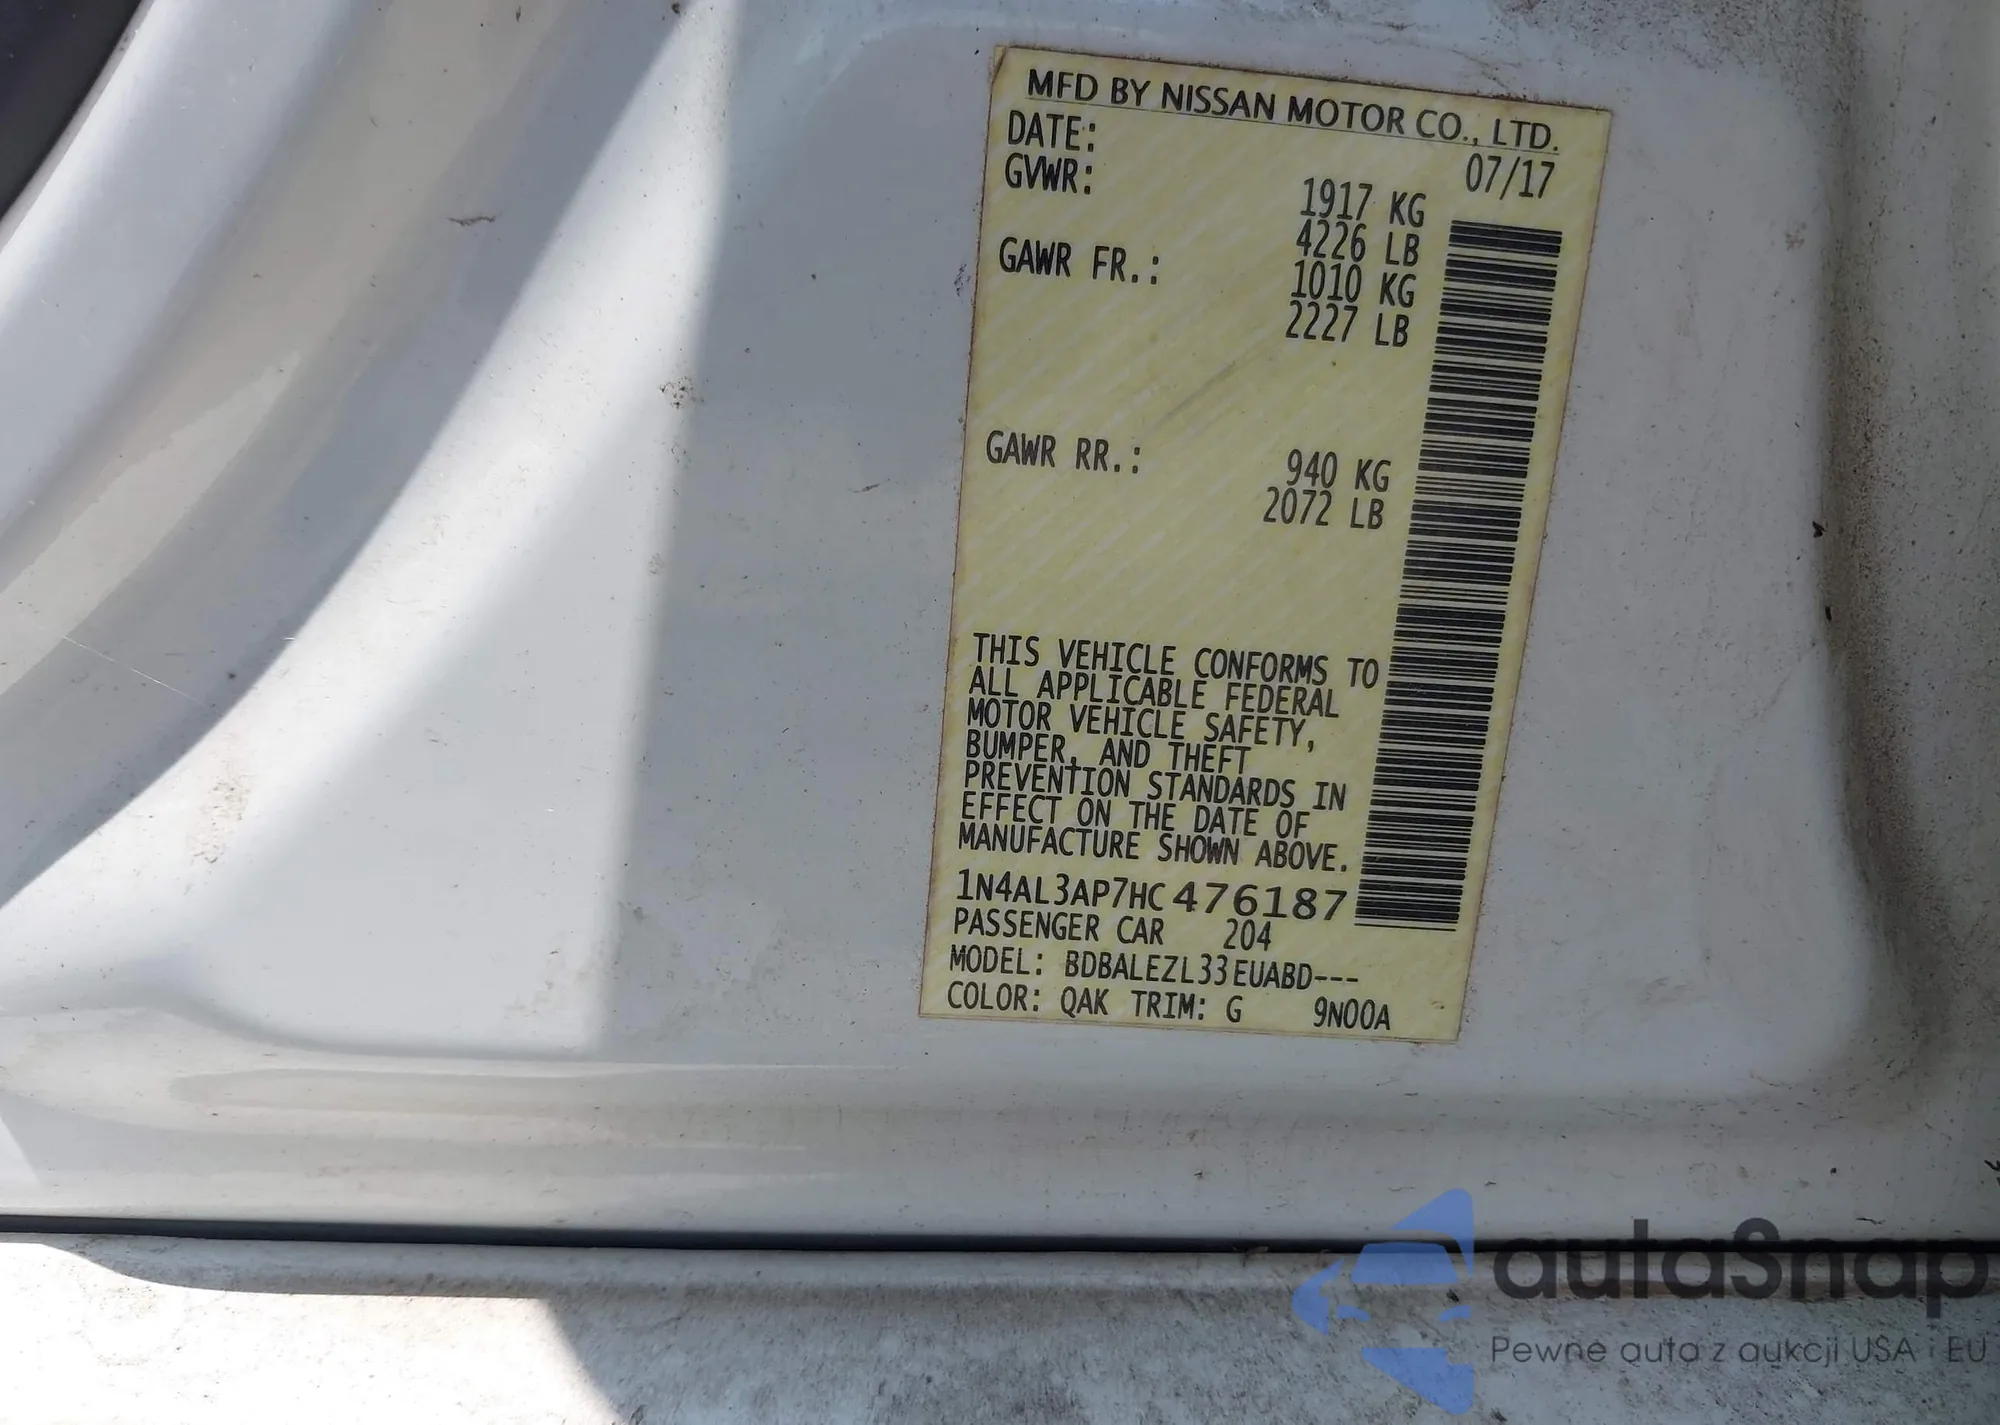 MFD BY NISSAN MOTOR CO., LTD.
DATE: 07/17
GVWR: 1917 KG
4226 LB
GAWR FR.: 1010 KG
2227 LB
GAWR RR.: 940 KG
2072 LB
THIS VEHICLE CONFORMS TO
ALL APPLICABLE FEDERAL
MOTOR VEHICLE SAFETY,
BUMPER, AND THEFT
PREVENTION STANDARDS IN
EFFECT ON THE DATE OF
MANUFACTURE SHOWN ABOVE.
1N4AL3AP7HC476187
PASSENGER CAR 204
MODEL: BDBALEZL33EUABD---
COLOR: QAK TRIM: G 9N00A
autaSnap
Pewne auta z aukcji USA i EU